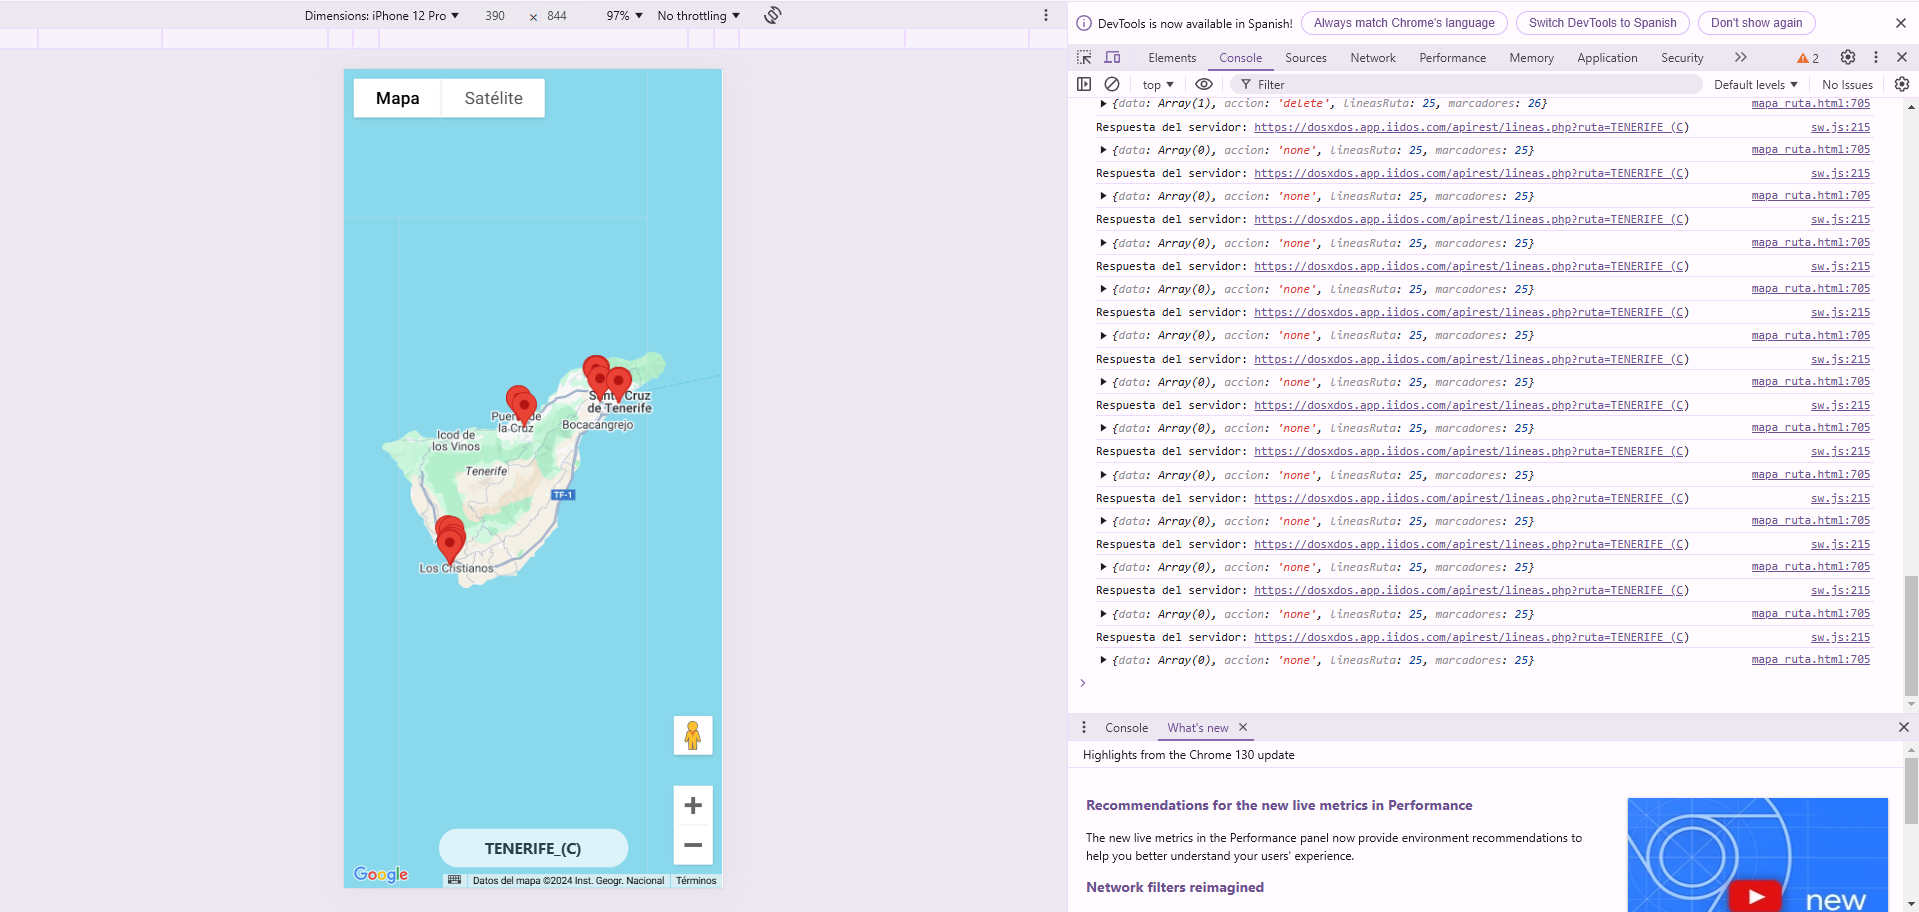 Dimensions: iPhone 12 Pro 390 × 844 97% No throttling
Mapa Satélite
Santa Cruz
de Tenerife
Puerto de
la Cruz
Bocacangrejo
Icod de
los Vinos
Tenerife
TF-1
Los Cristianos
TENERIFE_(C)
Google
Datos del mapa ©2024 Inst. Geogr. Nacional Términos
DevTools is now available in Spanish! Always match Chrome's language Switch DevTools to Spanish Don't show again
Elements Console Sources Network Performance Memory Application Security 2
top Filter Default levels No Issues
{data: Array(1), accion: 'delete', lineasRuta: 25, marcadores: 26} mapa_ruta.html:705
Respuesta del servidor: https://dosxdos.app.iidos.com/apirest/lineas.php?ruta=TENERIFE_(C) sw.js:215
{data: Array(0), accion: 'none', lineasRuta: 25, marcadores: 25} mapa_ruta.html:705
Respuesta del servidor: https://dosxdos.app.iidos.com/apirest/lineas.php?ruta=TENERIFE_(C) sw.js:215
{data: Array(0), accion: 'none', lineasRuta: 25, marcadores: 25} mapa_ruta.html:705
Respuesta del servidor: https://dosxdos.app.iidos.com/apirest/lineas.php?ruta=TENERIFE_(C) sw.js:215
{data: Array(0), accion: 'none', lineasRuta: 25, marcadores: 25} mapa_ruta.html:705
Respuesta del servidor: https://dosxdos.app.iidos.com/apirest/lineas.php?ruta=TENERIFE_(C) sw.js:215
{data: Array(0), accion: 'none', lineasRuta: 25, marcadores: 25} mapa_ruta.html:705
Respuesta del servidor: https://dosxdos.app.iidos.com/apirest/lineas.php?ruta=TENERIFE_(C) sw.js:215
{data: Array(0), accion: 'none', lineasRuta: 25, marcadores: 25} mapa_ruta.html:705
Respuesta del servidor: https://dosxdos.app.iidos.com/apirest/lineas.php?ruta=TENERIFE_(C) sw.js:215
{data: Array(0), accion: 'none', lineasRuta: 25, marcadores: 25} mapa_ruta.html:705
Respuesta del servidor: https://dosxdos.app.iidos.com/apirest/lineas.php?ruta=TENERIFE_(C) sw.js:215
{data: Array(0), accion: 'none', lineasRuta: 25, marcadores: 25} mapa_ruta.html:705
Respuesta del servidor: https://dosxdos.app.iidos.com/apirest/lineas.php?ruta=TENERIFE_(C) sw.js:215
{data: Array(0), accion: 'none', lineasRuta: 25, marcadores: 25} mapa_ruta.html:705
Respuesta del servidor: https://dosxdos.app.iidos.com/apirest/lineas.php?ruta=TENERIFE_(C) sw.js:215
{data: Array(0), accion: 'none', lineasRuta: 25, marcadores: 25} mapa_ruta.html:705
Respuesta del servidor: https://dosxdos.app.iidos.com/apirest/lineas.php?ruta=TENERIFE_(C) sw.js:215
{data: Array(0), accion: 'none', lineasRuta: 25, marcadores: 25} mapa_ruta.html:705
Respuesta del servidor: https://dosxdos.app.iidos.com/apirest/lineas.php?ruta=TENERIFE_(C) sw.js:215
{data: Array(0), accion: 'none', lineasRuta: 25, marcadores: 25} mapa_ruta.html:705
Respuesta del servidor: https://dosxdos.app.iidos.com/apirest/lineas.php?ruta=TENERIFE_(C) sw.js:215
{data: Array(0), accion: 'none', lineasRuta: 25, marcadores: 25} mapa_ruta.html:705
Console What's new
Highlights from the Chrome 130 update
Recommendations for the new live metrics in Performance
The new live metrics in the Performance panel now provide environment recommendations to
help you better understand your users' experience.
Network filters reimagined
new